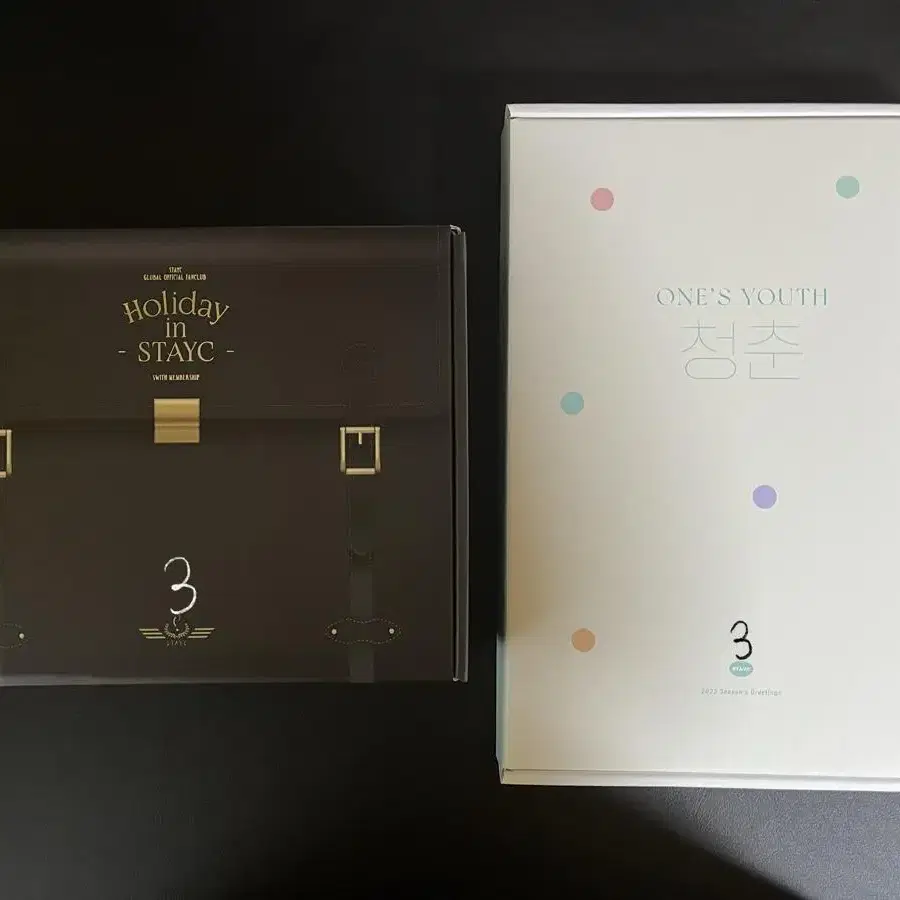 STAYC
GLOBAL OFFICIAL FANCLUB
Holiday
in
- STAYC -
SWITH MEMBERSHIP
3
STAYC
ONE'S YOUTH
청춘
3
STAYC
2022 Season's Greetings